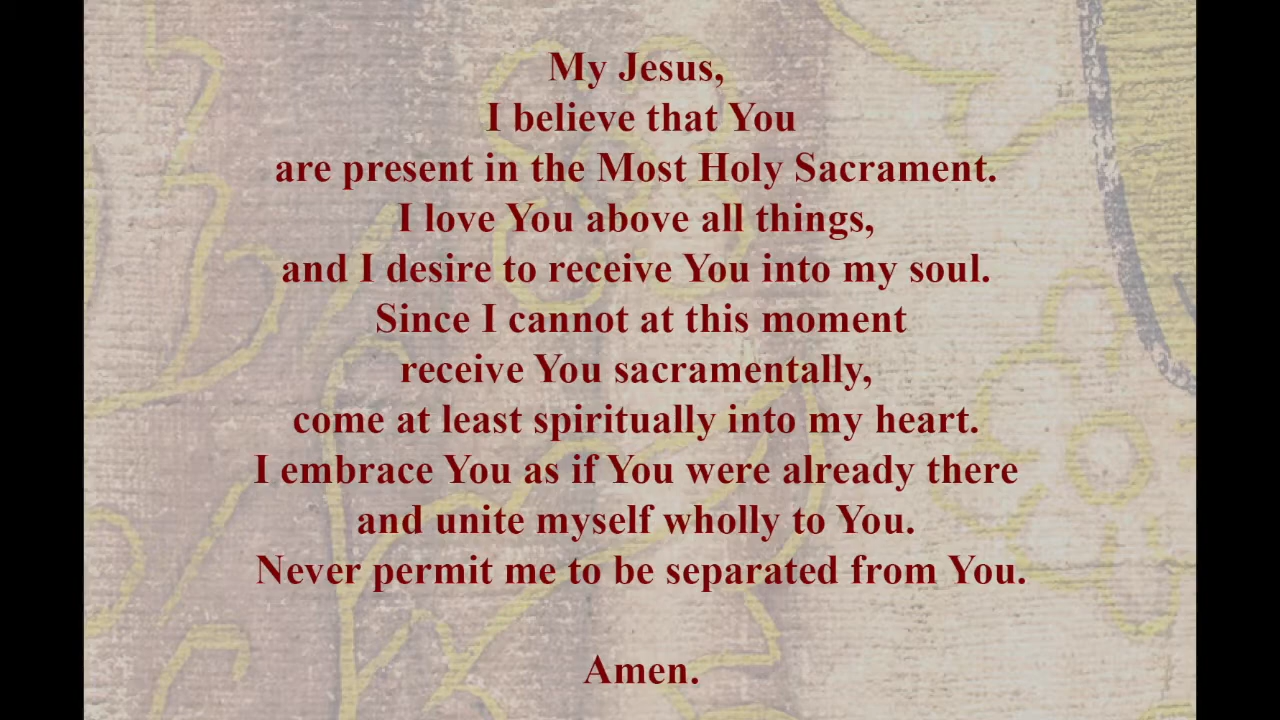 My Jesus,
I believe that You
are present in the Most Holy Sacrament.
I love You above all things,
and I desire to receive You into my soul.
Since I cannot at this moment
receive You sacramentally,
come at least spiritually into my heart.
I embrace You as if You were already there
and unite myself wholly to You.
Never permit me to be separated from You.
Amen.